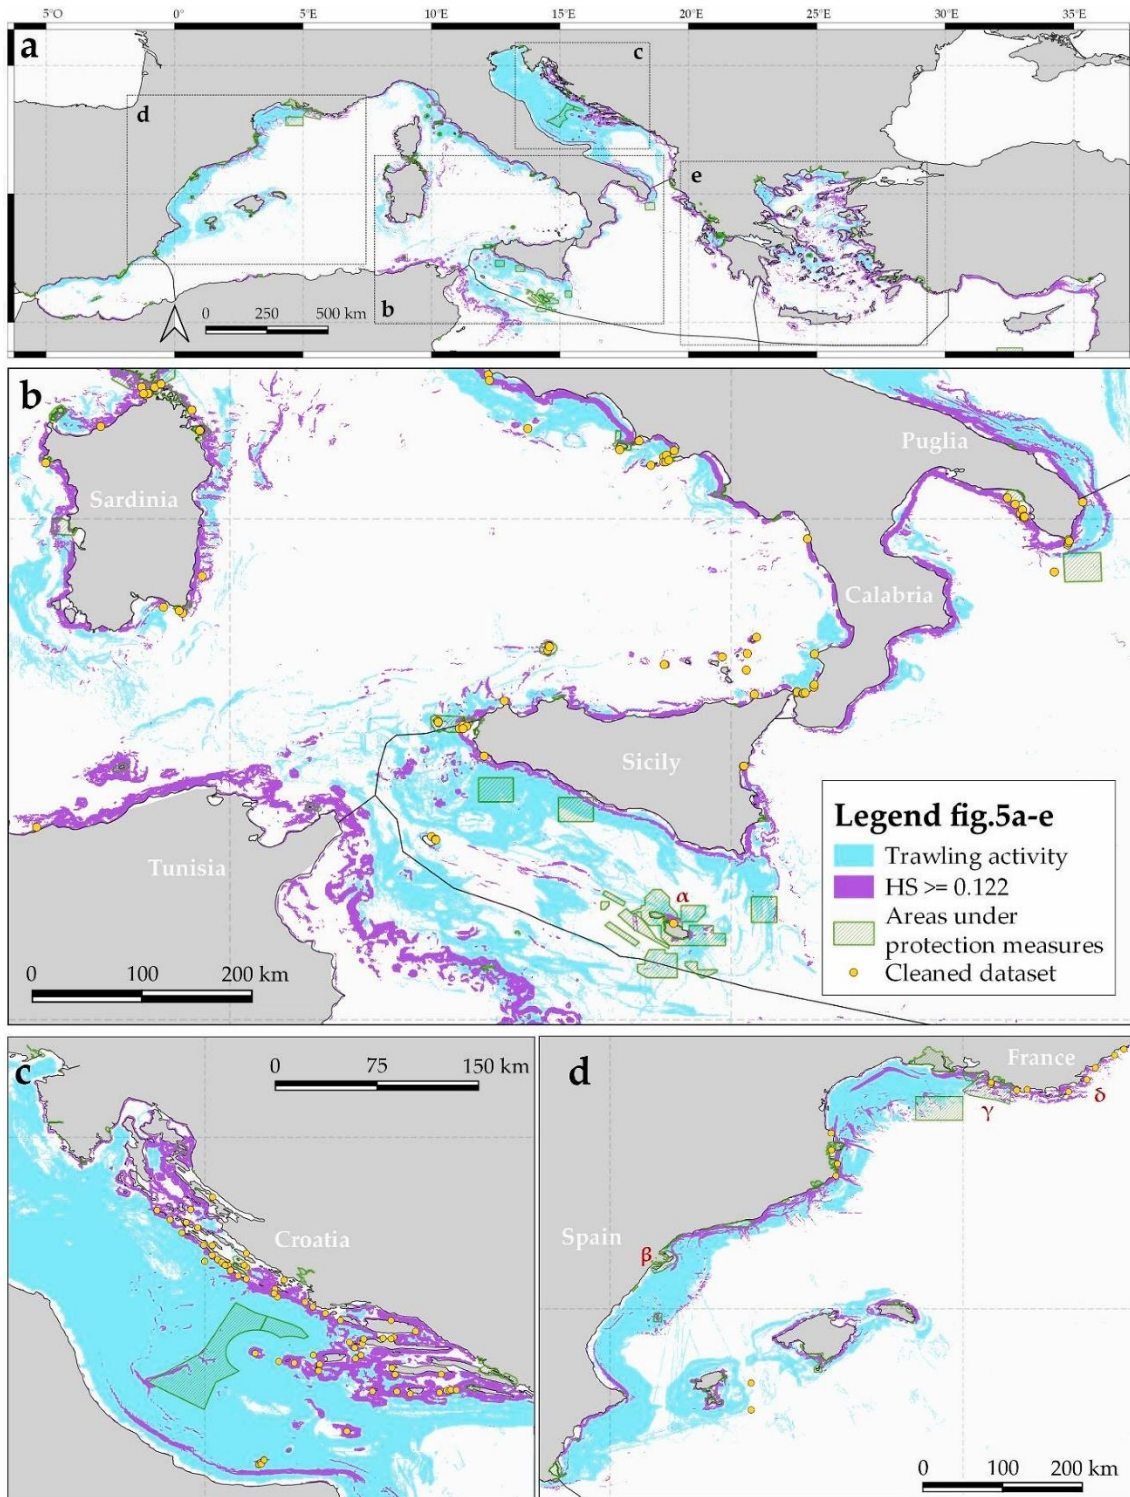 5°O 0° 5°E 10°E 15°E 20°E 25°E 30°E 35°E
a
c
d
e
b
0 250 500 km
b
Puglia
Sardinia
Calabria
Sicily
Tunisia
α
Legend fig.5a-e
Trawling activity
HS >= 0.122
Areas under
protection measures
Cleaned dataset
0 100 200 km
c
0 75 150 km
Croatia
d
France
γ
δ
Spain
β
0 100 200 km